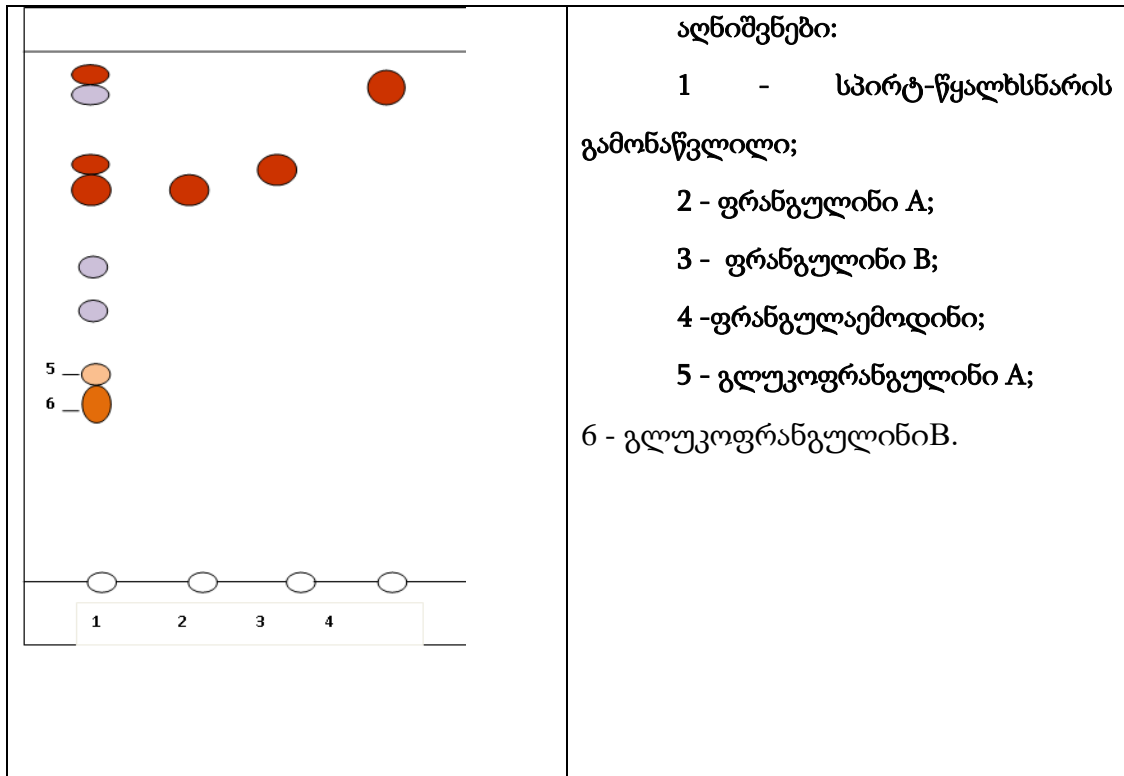 5
6
1 2 3 4
აღნიშვნები:
1 - სპირტ-წყალხსნარის
გამონაწვლილი;
2 - ფრანგულინი A;
3 - ფრანგულინი B;
4 -ფრანგულაემოდინი;
5 - გლუკოფრანგულინი A;
6 - გლუკოფრანგულინიB.